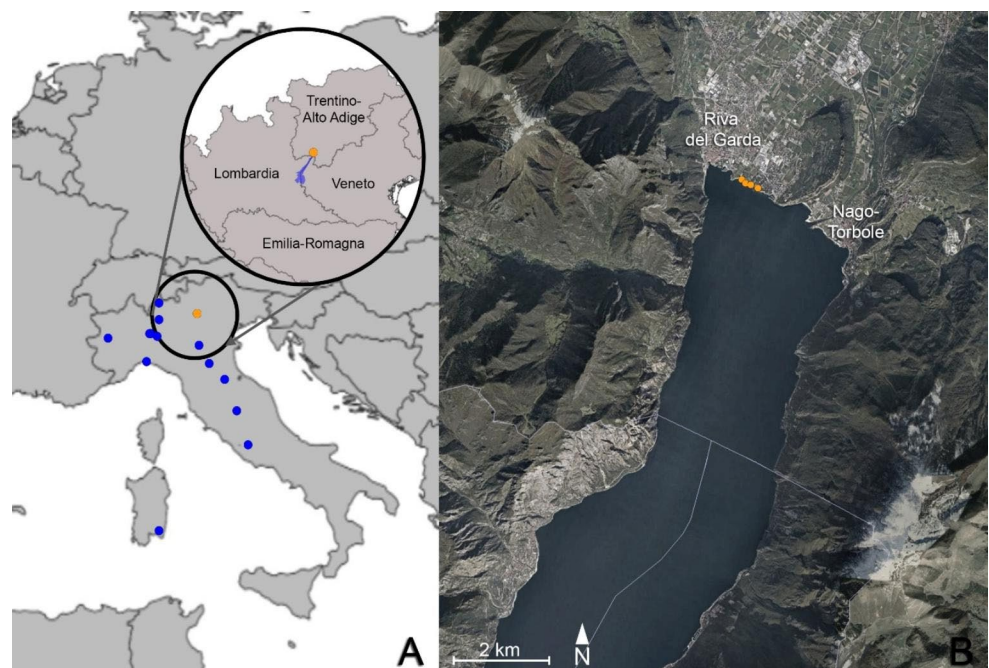 Trentino-
Alto Adige
Lombardia
Veneto
Emilia-Romagna
A
Riva
del Garda
Nago-
Torbole
2 km
N
B